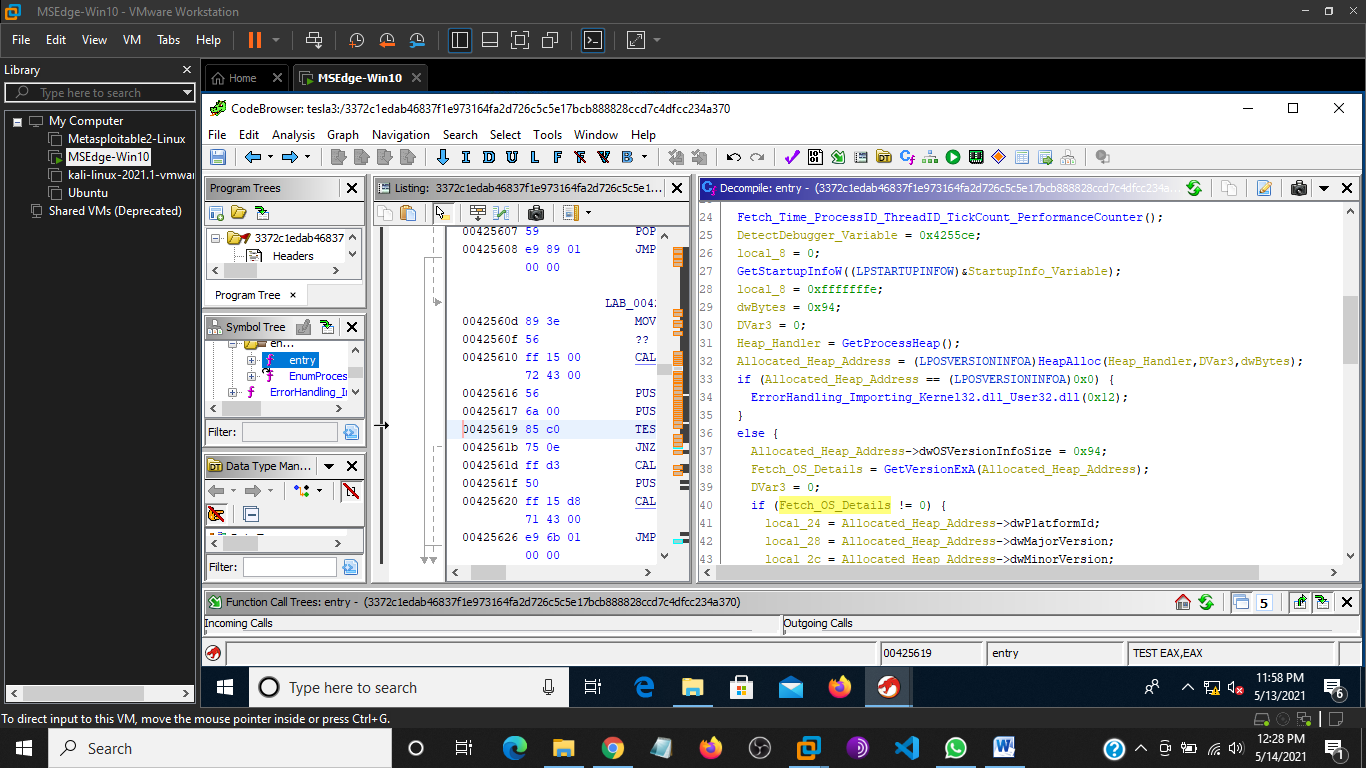 MSEdge-Win10 - VMware Workstation
File Edit View VM Tabs Help
Library
Type here to search
My Computer
Metasploitable2-Linux
MSEdge-Win10
kali-linux-2021.1-vmwar
Ubuntu
Shared VMs (Deprecated)
Home
MSEdge-Win10
CodeBrowser: tesla3:/3372c1edab46837f1e973164fa2d726c5c5e17bcb888828ccd7c4dfcc234a370
File Edit Analysis Graph Navigation Search Select Tools Window Help
I D U L F B
Program Trees
3372c1edab46837
Headers
Program Tree
Symbol Tree
en...
entry
EnumProces
ErrorHandling_I
Filter:
Data Type Man...
Filter:
Listing: 3372c1edab46837f1e973164fa2d726c5c5e1...
00425607 59 POP
00425608 e9 89 01 JMP
00 00
LAB_0042
0042560d 89 3e MOV
0042560f 56 ??
00425610 ff 15 00 CAL
72 43 00
00425616 56 PUS
00425617 6a 00 PUS
00425619 85 c0 TES
0042561b 75 0e JNZ
0042561d ff d3 CAL
0042561f 50 PUS
00425620 ff 15 d8 CAL
71 43 00
00425626 e9 6b 01 JMP
00 00
Decompile: entry - (3372c1edab46837f1e973164fa2d726c5c5e17bcb888828ccd7c4dfcc234a...
24 Fetch_Time_ProcessID_ThreadID_TickCount_PerformanceCounter();
25 DetectDebugger_Variable = 0x4255ce;
26 local_8 = 0;
27 GetStartupInfoW((LPSTARTUPINFOW)&StartupInfo_Variable);
28 local_8 = 0xfffffffe;
29 dwBytes = 0x94;
30 DVar3 = 0;
31 Heap_Handler = GetProcessHeap();
32 Allocated_Heap_Address = (LPOSVERSIONINFOA)HeapAlloc(Heap_Handler,DVar3,dwBytes);
33 if (Allocated_Heap_Address == (LPOSVERSIONINFOA)0x0) {
34 ErrorHandling_Importing_Kernel32.dll_User32.dll(0x12);
35 }
36 else {
37 Allocated_Heap_Address->dwOSVersionInfoSize = 0x94;
38 Fetch_OS_Details = GetVersionExA(Allocated_Heap_Address);
39 DVar3 = 0;
40 if (Fetch_OS_Details != 0) {
41 local_24 = Allocated_Heap_Address->dwPlatformId;
42 local_28 = Allocated_Heap_Address->dwMajorVersion;
43 local_2c = Allocated_Heap_Address->dwMinorVersion;
Function Call Trees: entry - (3372c1edab46837f1e973164fa2d726c5c5e17bcb888828ccd7c4dfcc234a370)
5
Incoming Calls
Outgoing Calls
00425619
entry
TEST EAX,EAX
Type here to search
11:58 PM
5/13/2021
6
To direct input to this VM, move the mouse pointer inside or press Ctrl+G.
Search
12:28 PM
5/14/2021
1